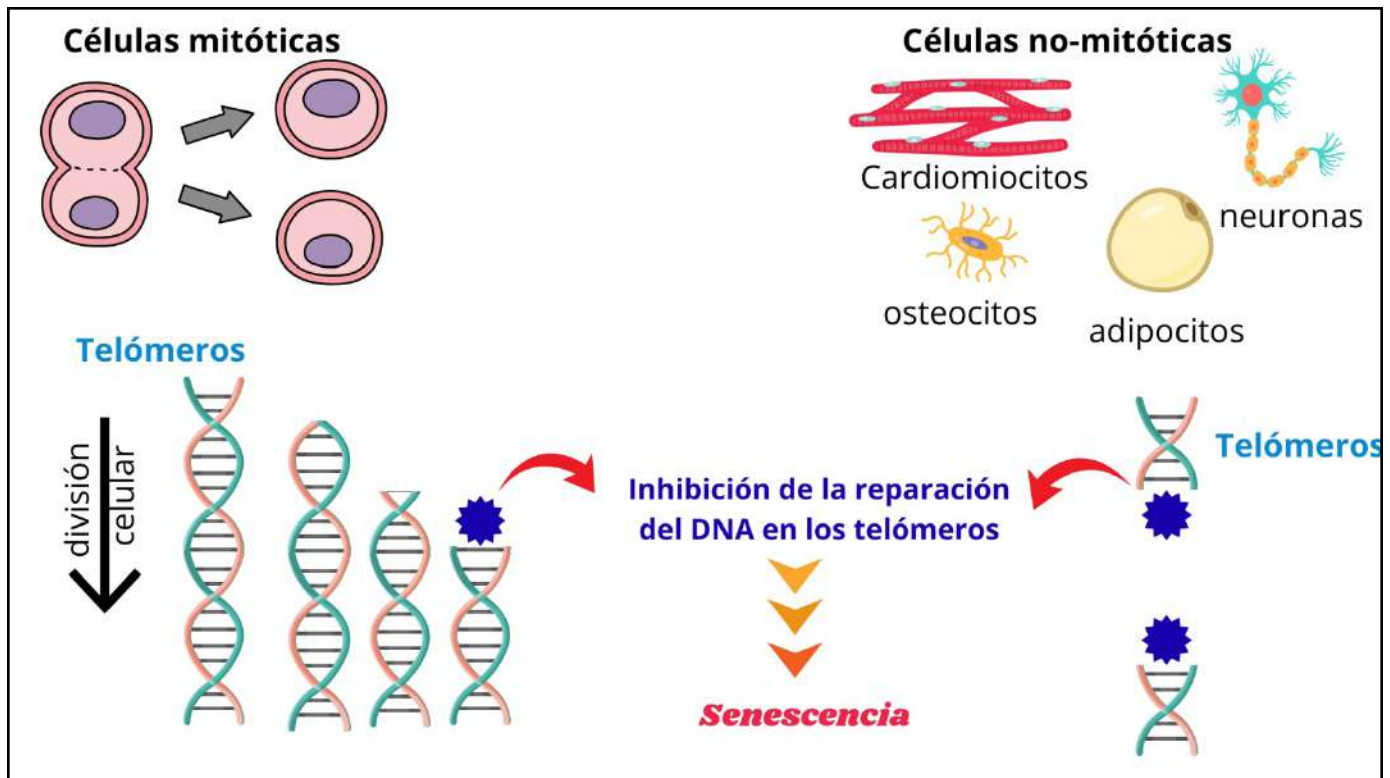 Células mitóticas
Células no-mitóticas
Cardiomiocitos
neuronas
osteocitos
adipocitos
Telómeros
división
celular
Inhibición de la reparación
del DNA en los telómeros
Senescencia
Telómeros